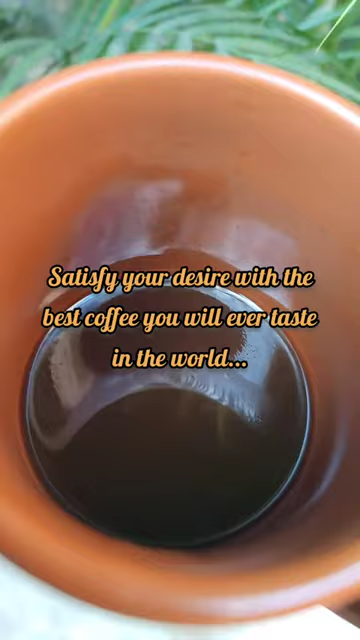 Satisfy your desire with the
best coffee you will ever taste
in the world...